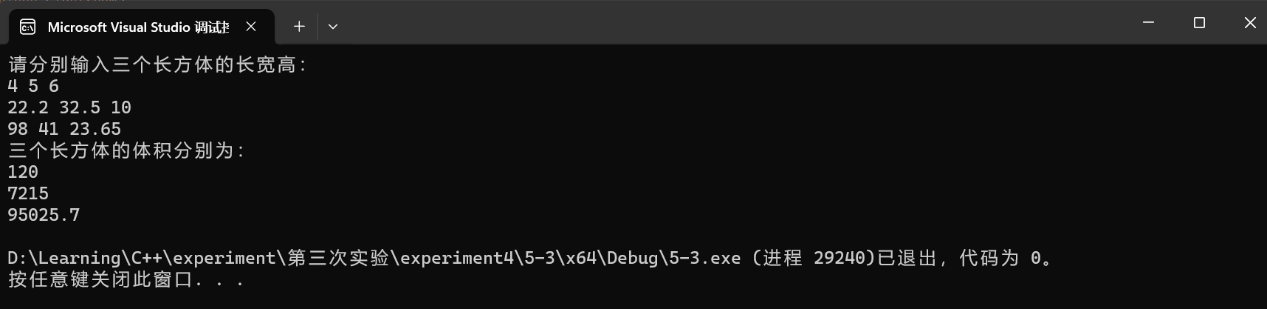 Microsoft Visual Studio 调试控
请分别输入三个长方体的长宽高：
4 5 6
22.2 32.5 10
98 41 23.65
三个长方体的体积分别为：
120
7215
95025.7
D:\Learning\C++\experiment\第三次实验\experiment4\5-3\x64\Debug\5-3.exe (进程 29240)已退出，代码为 0。
按任意键关闭此窗口. . .